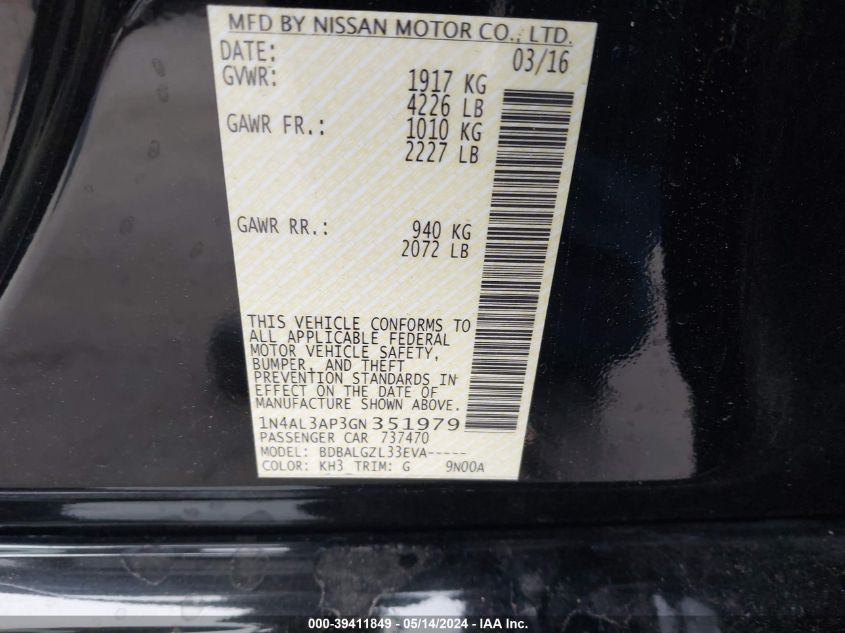 MFD BY NISSAN MOTOR CO., LTD.
DATE: 03/16
GVWR: 1917 KG
4226 LB
GAWR FR.: 1010 KG
2227 LB
GAWR RR.: 940 KG
2072 LB
THIS VEHICLE CONFORMS TO
ALL APPLICABLE FEDERAL
MOTOR VEHICLE SAFETY,
BUMPER, AND THEFT
PREVENTION STANDARDS IN
EFFECT ON THE DATE OF
MANUFACTURE SHOWN ABOVE.
1N4AL3AP3GN351979
PASSENGER CAR 737470
MODEL: BDBALGZL33EVA-----
COLOR: KH3 TRIM: G 9N00A
000-39411849 - 05/14/2024 - IAA Inc.